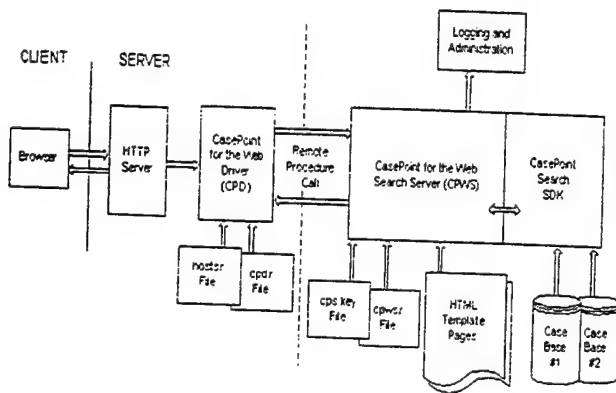 Logging and
Administration
CLIENT
SERVER
Browser
HTTP
Server
CasePoint
for the Web
Driver
(CPD)
Remote
Procedure
Call
CasePoint for the Web
Search Server (CPWS)
CasePoint
Search
SDK
hostsr
File
cpdr
File
cps key
File
cpwsr
File
HTML
Template
Pages
Case
Base
#1
Case
Base
#2